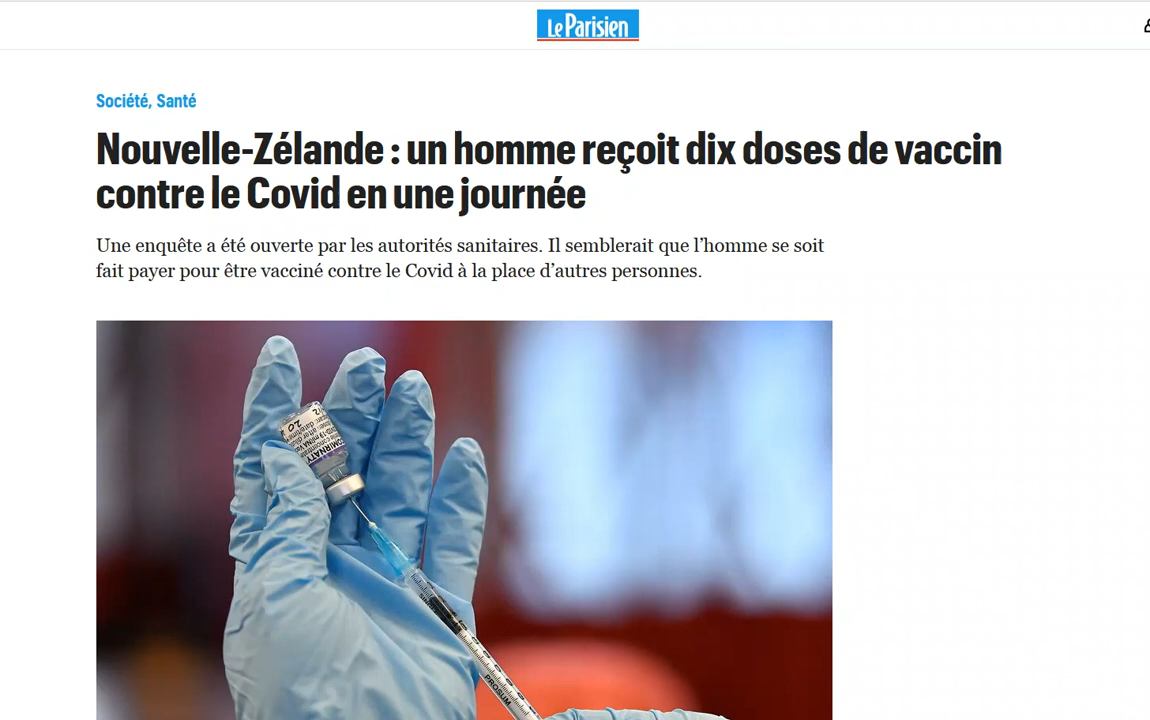 Le Parisien
Société, Santé
Nouvelle-Zélande : un homme reçoit dix doses de vaccin
contre le Covid en une journée
Une enquête a été ouverte par les autorités sanitaires. Il semblerait que l’homme se soit
fait payer pour être vacciné contre le Covid à la place d’autres personnes.
20
PROSUM